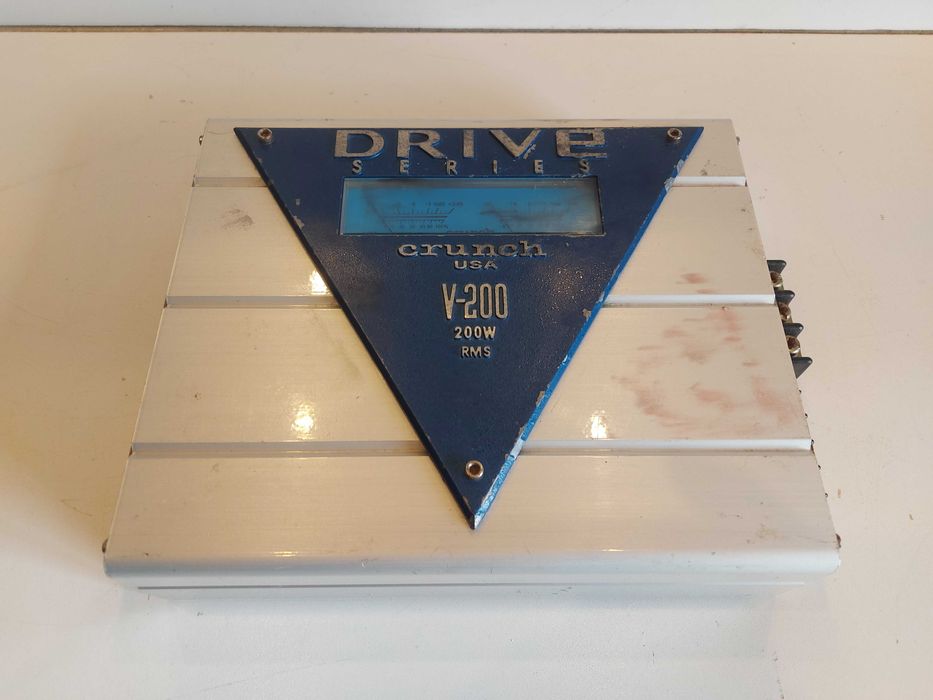 DRIVe
SERIES
crunch
USA
V-200
200W
RMS